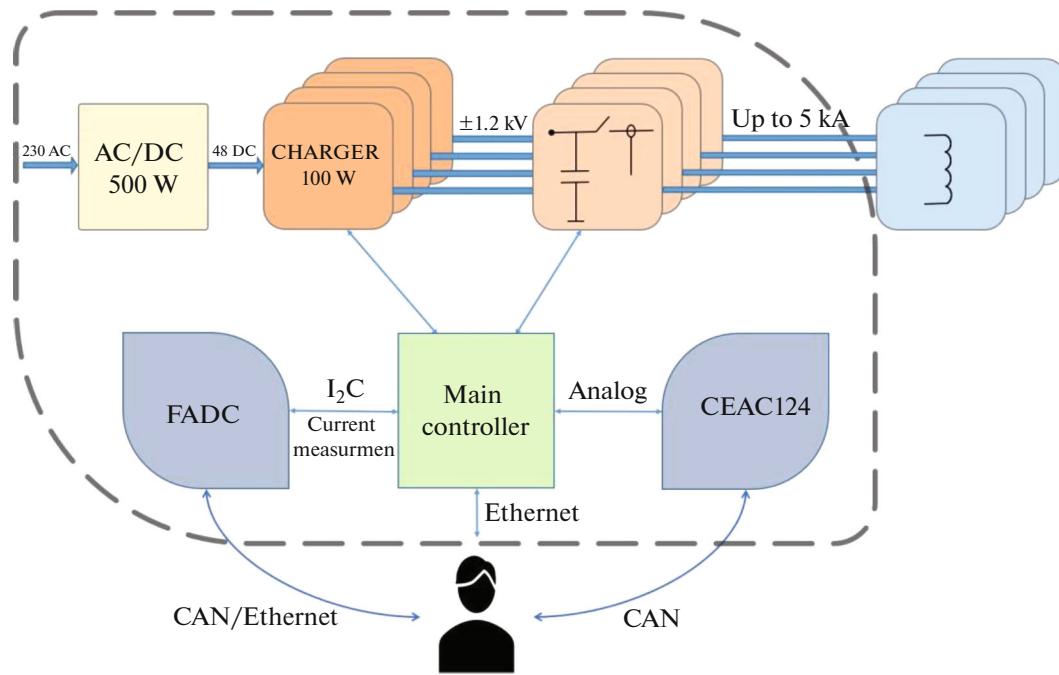 230 AC
AC/DC
500 W
48 DC
CHARGER
100 W
±1.2 kV
Up to 5 kA
FADC
I₂C
Current
measurmen
Main
controller
Analog
CEAC124
Ethernet
CAN/Ethernet
CAN